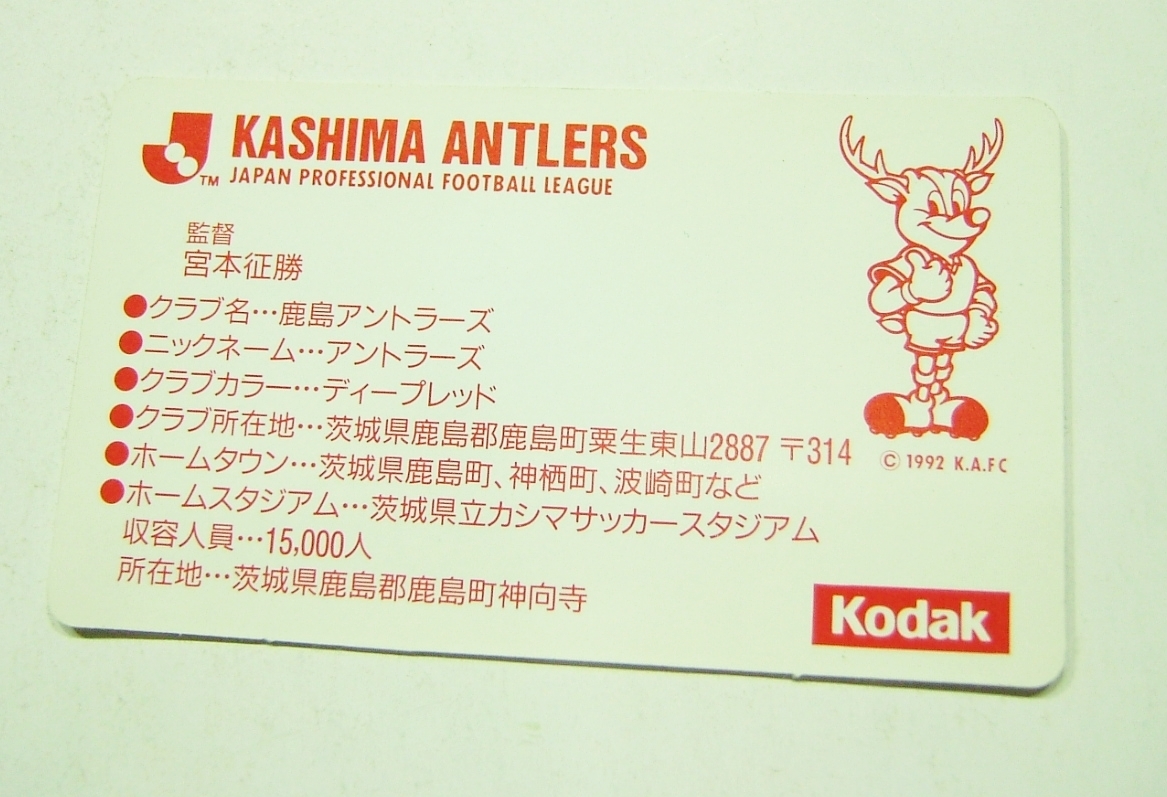 J TM
KASHIMA ANTLERS
JAPAN PROFESSIONAL FOOTBALL LEAGUE
監督
宮本征勝
●クラブ名…鹿島アントラーズ
●ニックネーム…アントラーズ
●クラブカラー…ディープレッド
●クラブ所在地…茨城県鹿島郡鹿島町粟生東山2887 〒314
●ホームタウン…茨城県鹿島町、神栖町、波崎町など
●ホームスタジアム…茨城県立カシマサッカースタジアム
収容人員…15,000人
所在地…茨城県鹿島郡鹿島町神向寺
© 1992 K.A.FC
Kodak